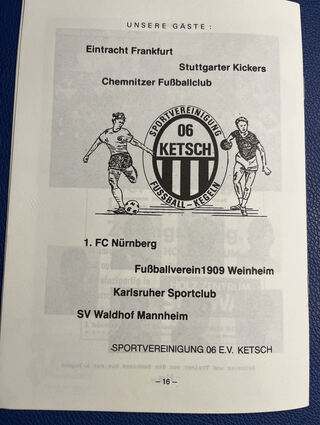 UNSERE GÄSTE :
Eintracht Frankfurt
Stuttgarter Kickers
Chemnitzer Fußballclub
SPORTVEREINIGUNG
06
KETSCH
FUSSBALL - KEGELN
1. FC Nürnberg
Fußballverein1909 Weinheim
Karlsruher Sportclub
SV Waldhof Mannheim
SPORTVEREINIGUNG 06 E.V. KETSCH
– 16 –